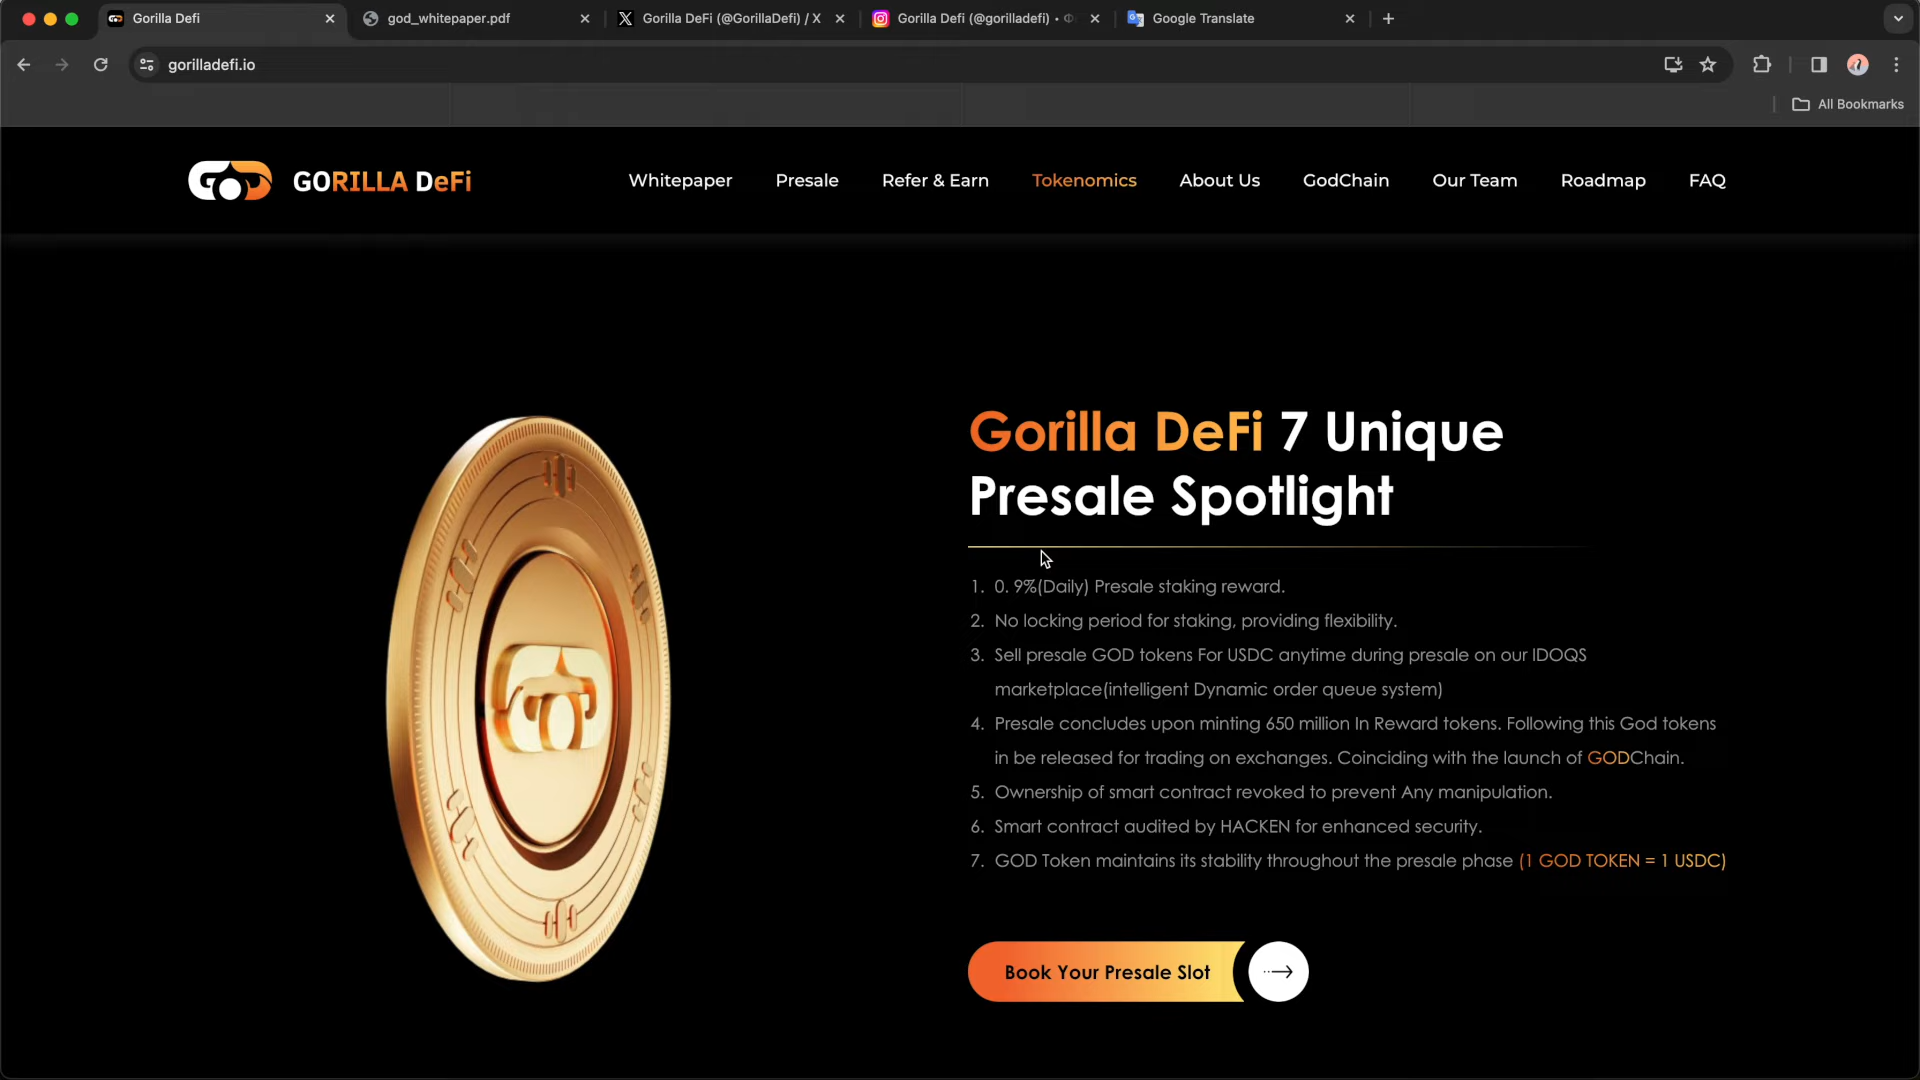 Gorilla Defi
god_whitepaper.pdf
Gorilla DeFi (@GorillaDefi) / X
Gorilla Defi (@gorilladefi) •
Google Translate
gorilladefi.io
All Bookmarks
GORILLA DeFi
Whitepaper
Presale
Refer & Earn
Tokenomics
About Us
GodChain
Our Team
Roadmap
FAQ
Gorilla DeFi 7 Unique
Presale Spotlight
1. 0. 9%(Daily) Presale staking reward.
2. No locking period for staking, providing flexibility.
3. Sell presale GOD tokens For USDC anytime during presale on our IDOQS
marketplace(intelligent Dynamic order queue system)
4. Presale concludes upon minting 650 million In Reward tokens. Following this God tokens
in be released for trading on exchanges. Coinciding with the launch of GODChain.
5. Ownership of smart contract revoked to prevent Any manipulation.
6. Smart contract audited by HACKEN for enhanced security.
7. GOD Token maintains its stability throughout the presale phase (1 GOD TOKEN = 1 USDC)
Book Your Presale Slot